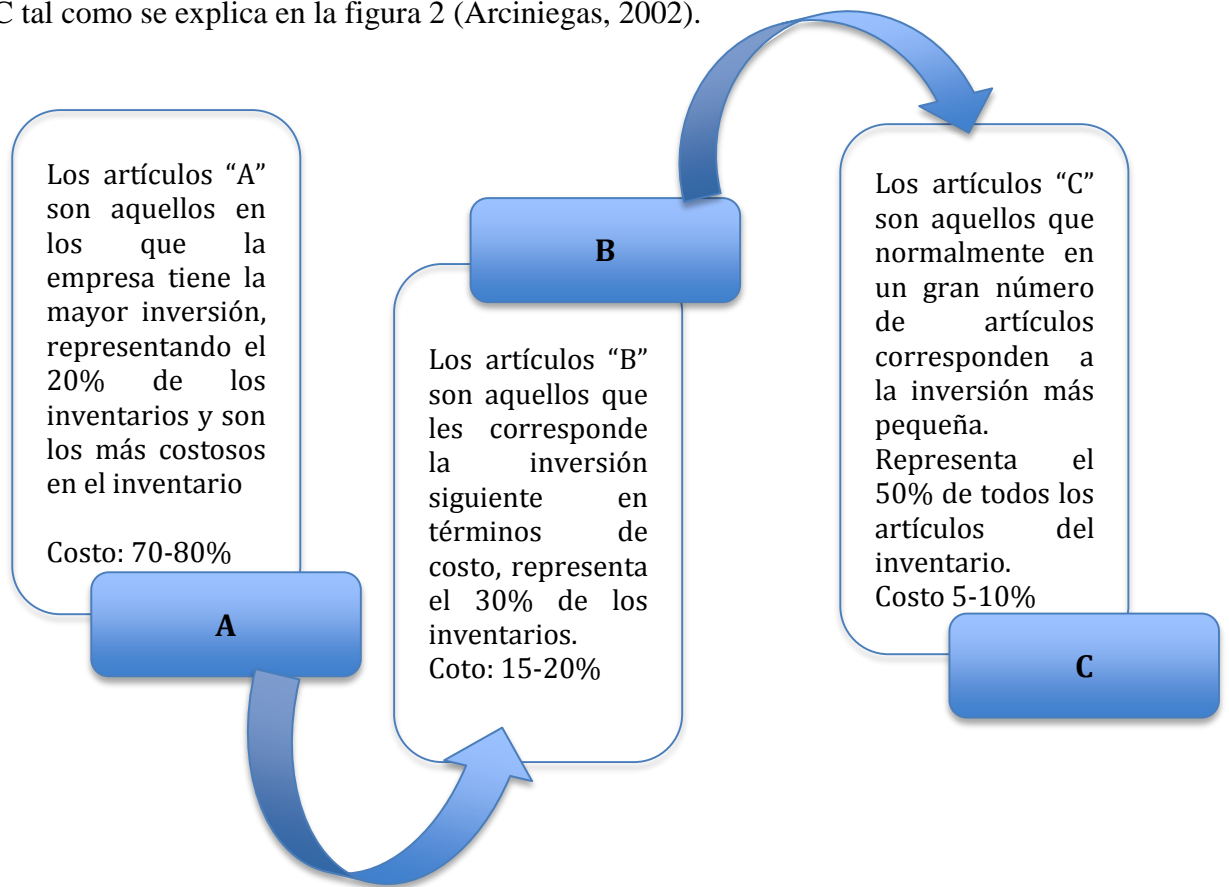 C tal como se explica en la figura 2 (Arciniegas, 2002).
Los artículos “A”
son aquellos en
los que la
empresa tiene la
mayor inversión,
representando el
20% de los
inventarios y son
los más costosos
en el inventario
Costo: 70-80%
A
B
Los artículos “B”
son aquellos que
les corresponde
la inversión
siguiente en
términos de
costo, representa
el 30% de los
inventarios.
Coto: 15-20%
Los artículos “C”
son aquellos que
normalmente en
un gran número
de artículos
corresponden a
la inversión más
pequeña.
Representa el
50% de todos los
artículos del
inventario.
Costo 5-10%
C